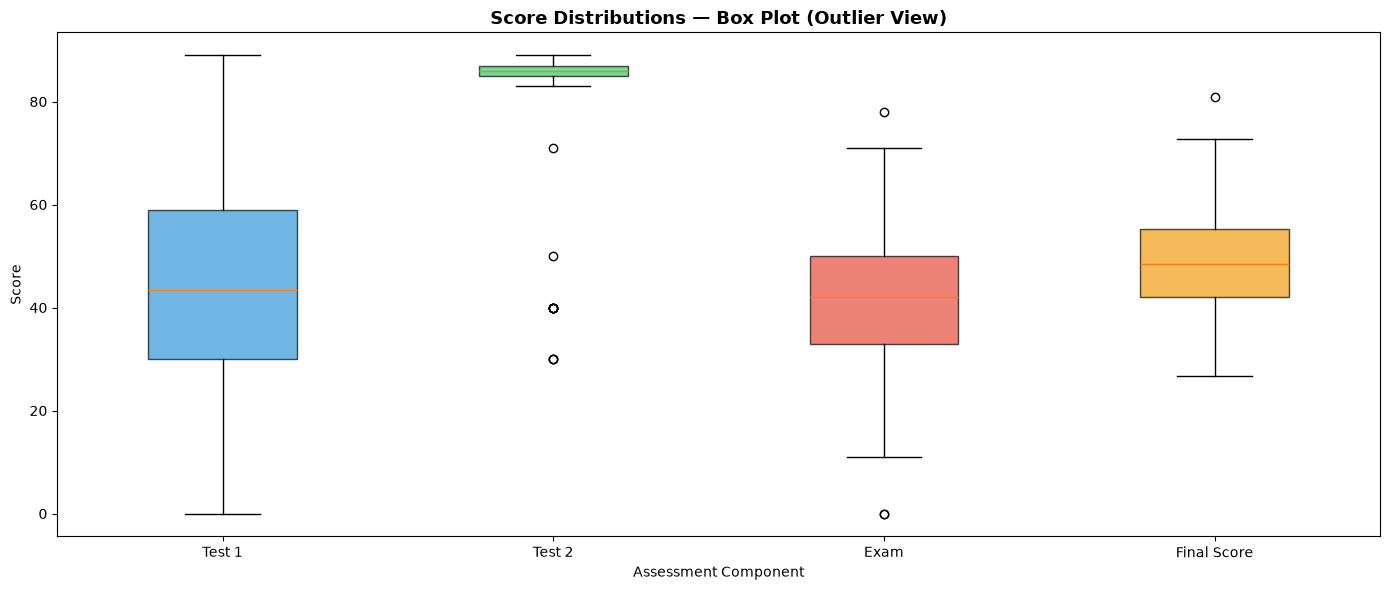 Score Distributions — Box Plot (Outlier View)
Score
80
60
40
20
0
Test 1
Test 2
Exam
Final Score
Assessment Component